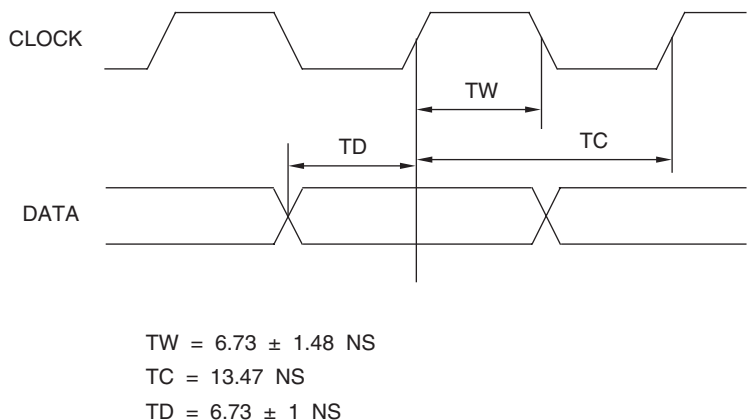 CLOCK
TW
TC
TD
DATA
TW = 6.73 ± 1.48 NS
TC = 13.47 NS
TD = 6.73 ± 1 NS